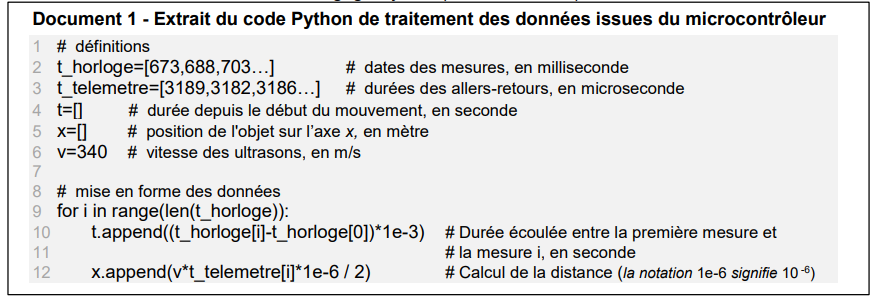 Document 1 - Extrait du code Python de traitement des données issues du microcontrôleur
1 # définitions
2 t_horloge=[673,688,703…] # dates des mesures, en milliseconde
3 t_telemetre=[3189,3182,3186…] # durées des allers-retours, en microseconde
4 t=[] # durée depuis le début du mouvement, en seconde
5 x=[] # position de l'objet sur l'axe x, en mètre
6 v=340 # vitesse des ultrasons, en m/s
7
8 # mise en forme des données
9 for i in range(len(t_horloge)):
10 t.append((t_horloge[i]-t_horloge[0])*1e-3) # Durée écoulée entre la première mesure et
11 # la mesure i, en seconde
12 x.append(v*t_telemetre[i]*1e-6 / 2) # Calcul de la distance (la notation 1e-6 signifie 10⁻⁶)